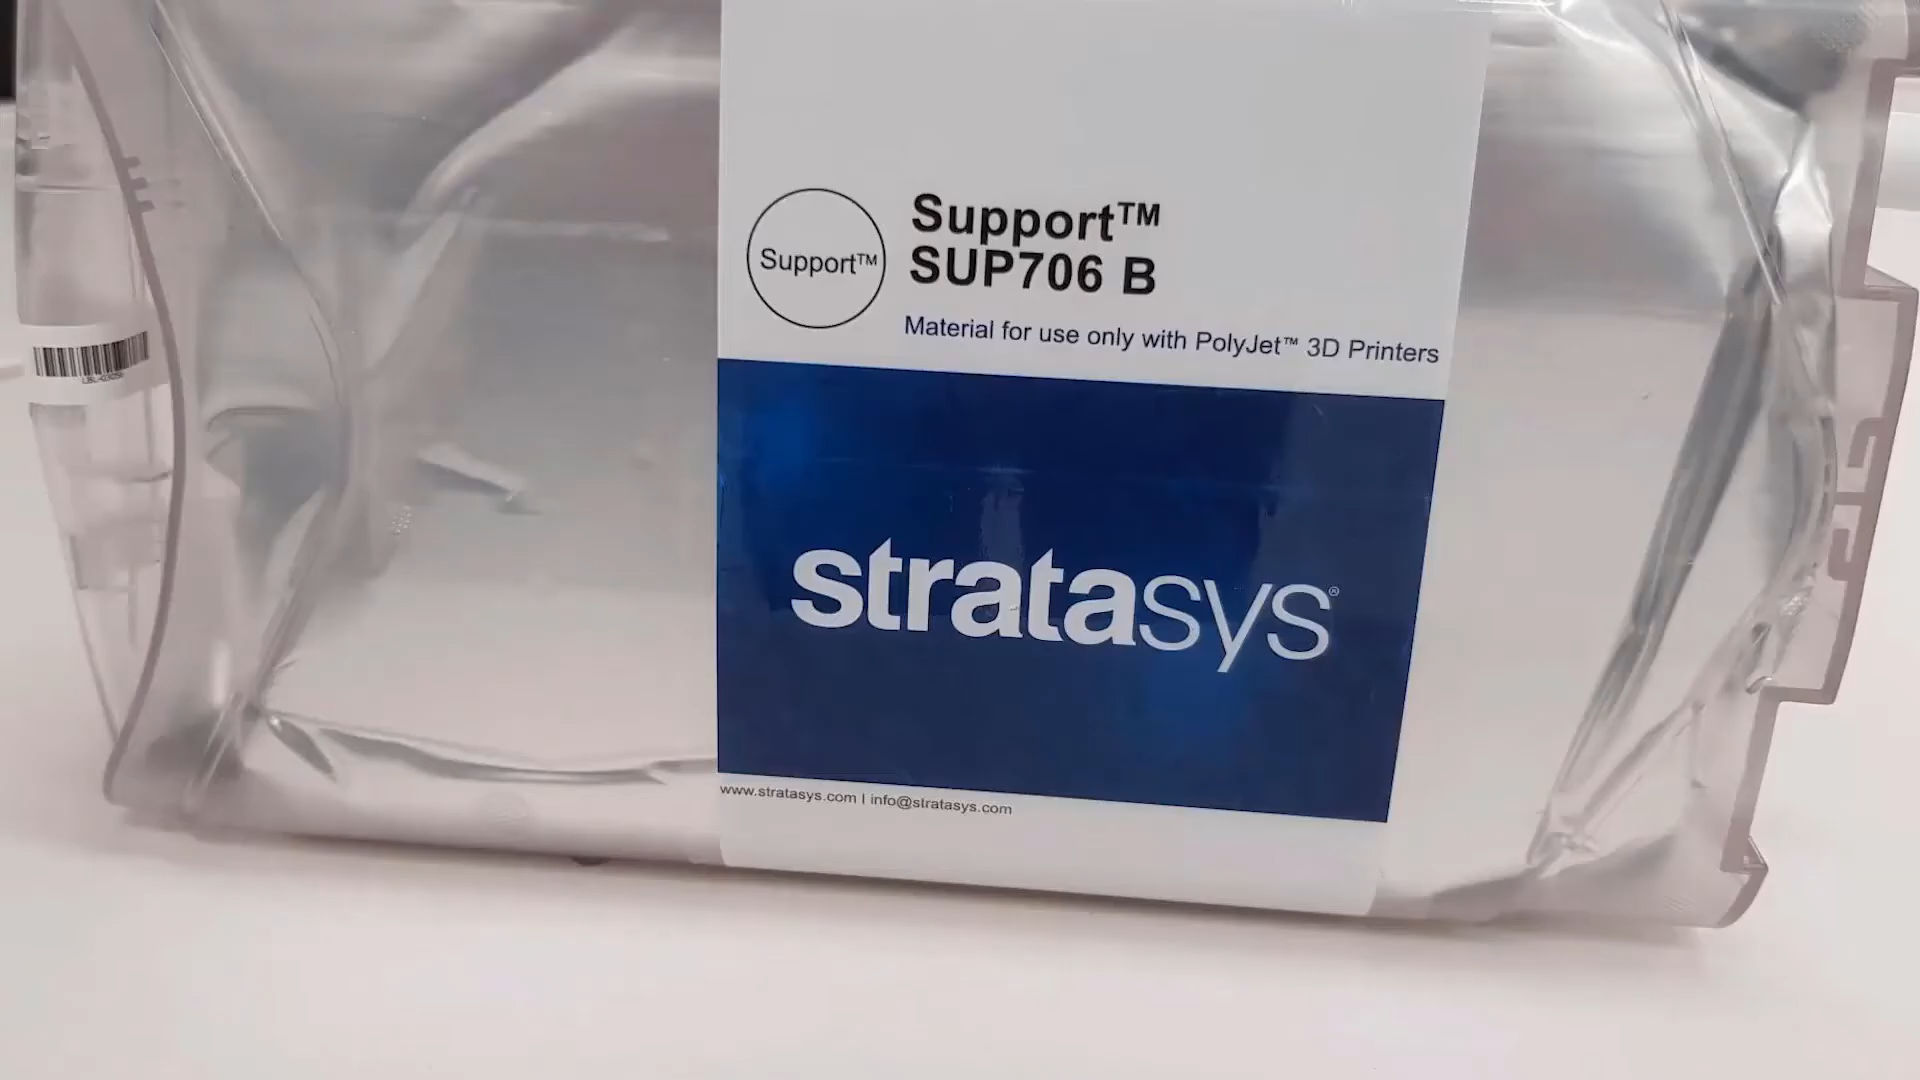 Support™
Support™
SUP706 B
Material for use only with PolyJet™ 3D Printers
stratasys®
www.stratasys.com | info@stratasys.com